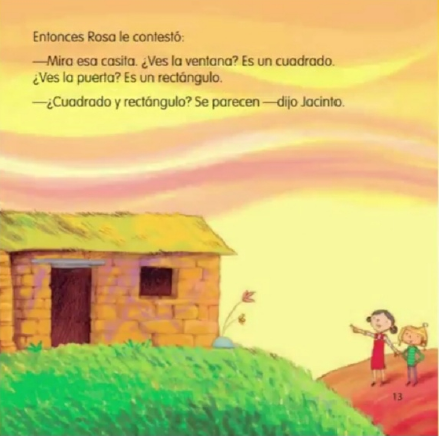 Entonces Rosa le contestó:
—Mira esa casita. ¿Ves la ventana? Es un cuadrado.
¿Ves la puerta? Es un rectángulo.
—¿Cuadrado y rectángulo? Se parecen —dijo Jacinto.
13